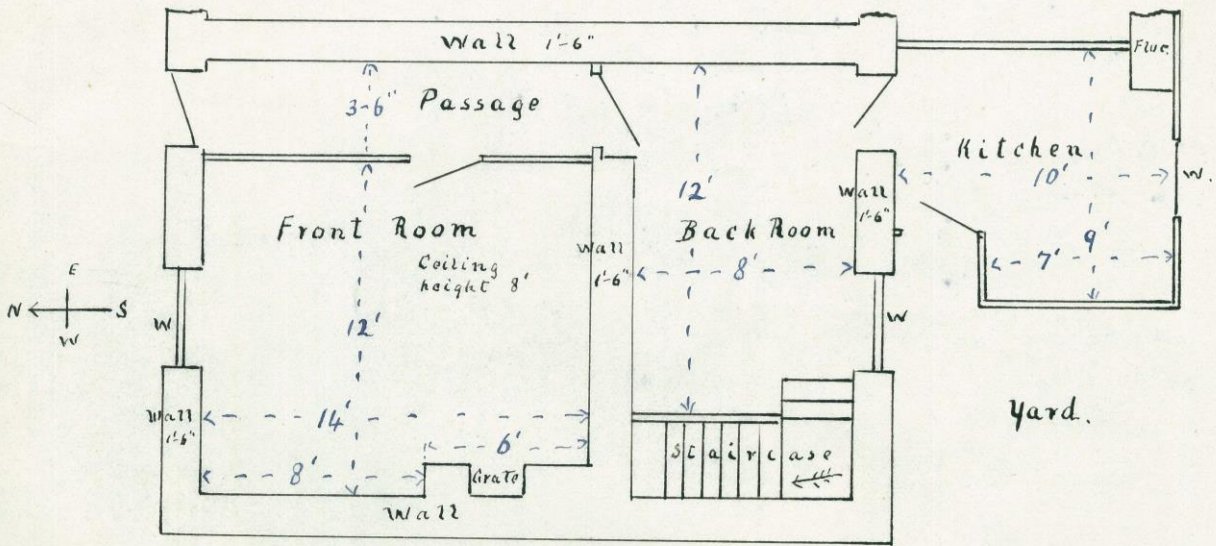 Wall 1'-6"
Flue.
Passage
3-6"
Kitchen
10'
W.
Wall
1'-6"
12'
Front Room
Back Room
Wall
1'-6"
Ceiling
height 8'
8'
7'
9'
E
N S
W
W
12'
W
Wall
1'-6"
14'
6'
8'
Grate
Staircase
Yard.
Wall